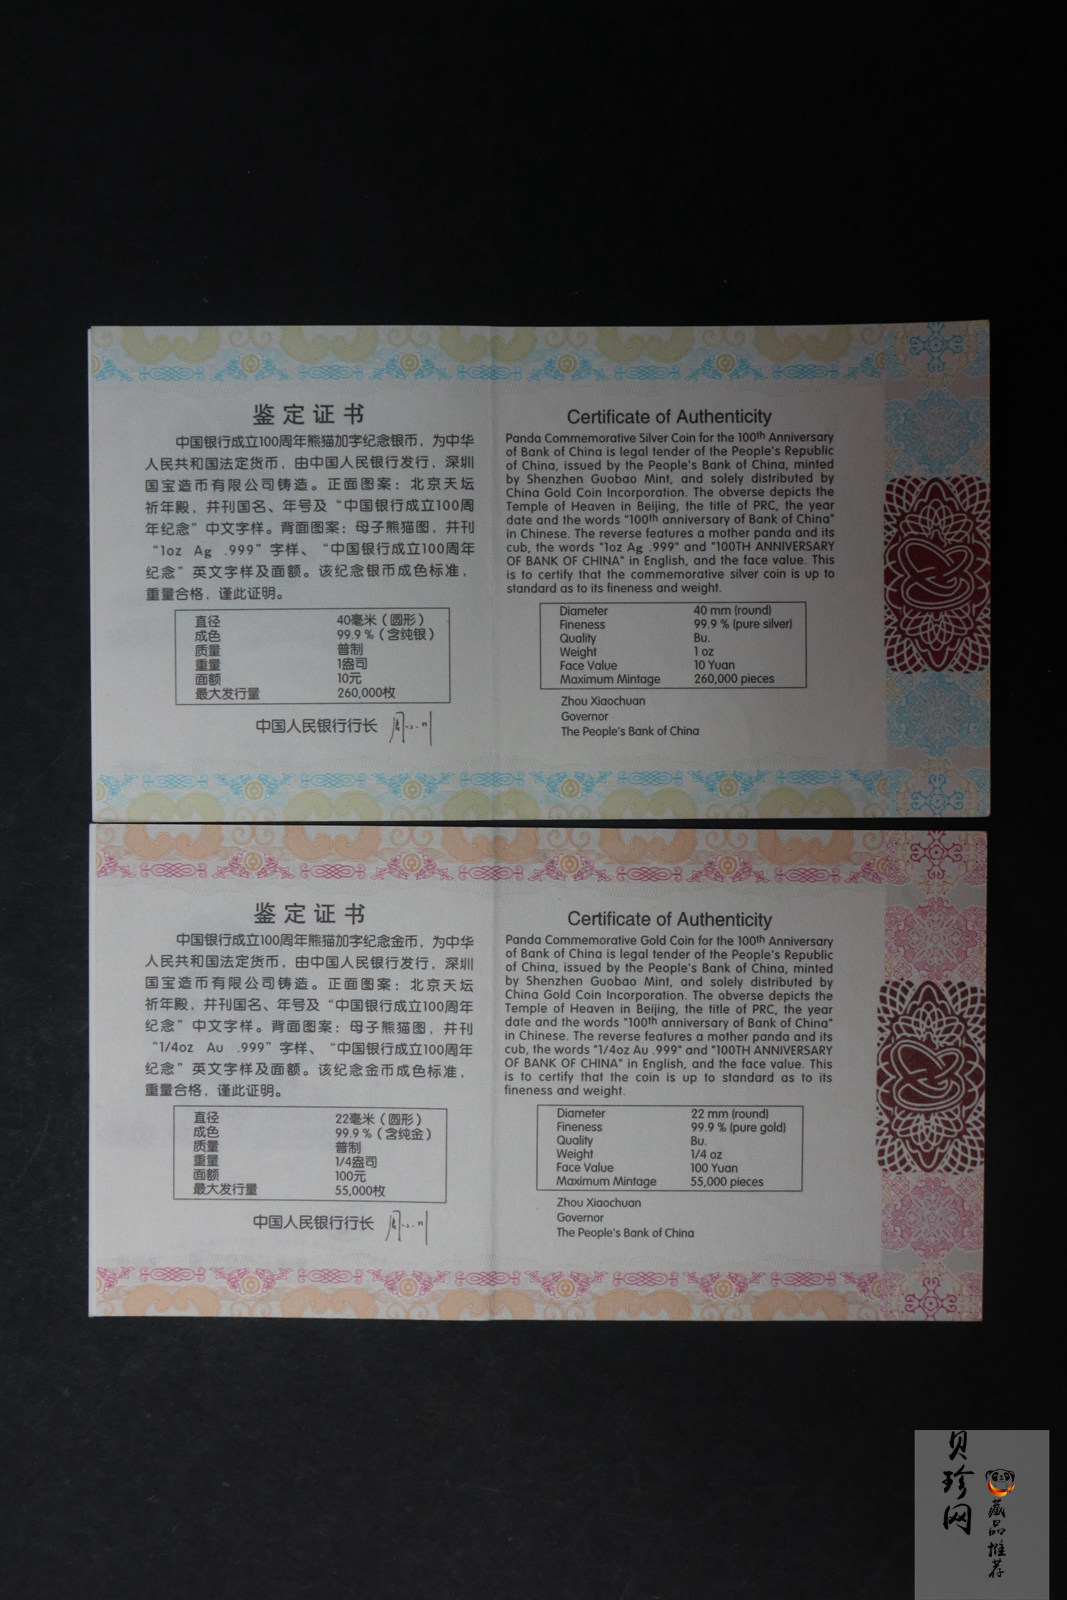 鉴定证书
中国银行成立100周年熊猫加字纪念银币，为中华
人民共和国法定货币，由中国人民银行发行，深圳
国宝造币有限公司铸造。正面图案：北京天坛
祈年殿，并刊国名、年号及“中国银行成立100周
年纪念”中文字样。背面图案：母子熊猫图，并刊
“1oz Ag .999”字样、“中国银行成立100周年
纪念”英文字样及面额。该纪念银币成色标准，
重量合格，谨此证明。
直径 40毫米（圆形）
成色 99.9％（含纯银）
质量 普制
重量 1盎司
面额 10元
最大发行量 260,000枚
中国人民银行行长
Certificate of Authenticity
Panda Commemorative Silver Coin for the 100th Anniversary
of Bank of China is legal tender of the People's Republic
of China, issued by the People's Bank of China, minted
by Shenzhen Guobao Mint, and solely distributed by
China Gold Coin Incorporation. The obverse depicts the
Temple of Heaven in Beijing, the title of PRC, the year
date and the words "100th anniversary of Bank of China"
in Chinese. The reverse features a mother panda and its
cub, the words "1oz Ag .999" and "100TH ANNIVERSARY
OF BANK OF CHINA" in English, and the face value. This
is to certify that the commemorative silver coin is up to
standard as to its fineness and weight.
Diameter 40 mm (round)
Fineness 99.9 % (pure silver)
Quality Bu.
Weight 1 oz
Face Value 10 Yuan
Maximum Mintage 260,000 pieces
Zhou Xiaochuan
Governor
The People's Bank of China
鉴定证书
中国银行成立100周年熊猫加字纪念金币，为中华
人民共和国法定货币，由中国人民银行发行，深圳
国宝造币有限公司铸造。正面图案：北京天坛
祈年殿，并刊国名、年号及“中国银行成立100周年
纪念”中文字样。背面图案：母子熊猫图，并刊
“1/4oz Au .999”字样、“中国银行成立100周年
纪念”英文字样及面额。该纪念金币成色标准，
重量合格，谨此证明。
直径 22毫米（圆形）
成色 99.9％（含纯金）
质量 普制
重量 1/4盎司
面额 100元
最大发行量 55,000枚
中国人民银行行长
Certificate of Authenticity
Panda Commemorative Gold Coin for the 100th Anniversary
of Bank of China is legal tender of the People's Republic
of China, issued by the People's Bank of China, minted
by Shenzhen Guobao Mint, and solely distributed by
China Gold Coin Incorporation. The obverse depicts the
Temple of Heaven in Beijing, the title of PRC, the year
date and the words "100th anniversary of Bank of China"
in Chinese. The reverse features a mother panda and its
cub, the words "1/4oz Au .999" and "100TH ANNIVERSARY
OF BANK OF CHINA" in English, and the face value. This
is to certify that the coin is up to standard as to its
fineness and weight.
Diameter 22 mm (round)
Fineness 99.9 % (pure gold)
Quality Bu.
Weight 1/4 oz
Face Value 100 Yuan
Maximum Mintage 55,000 pieces
Zhou Xiaochuan
Governor
The People's Bank of China
贝珍网
藏品推荐